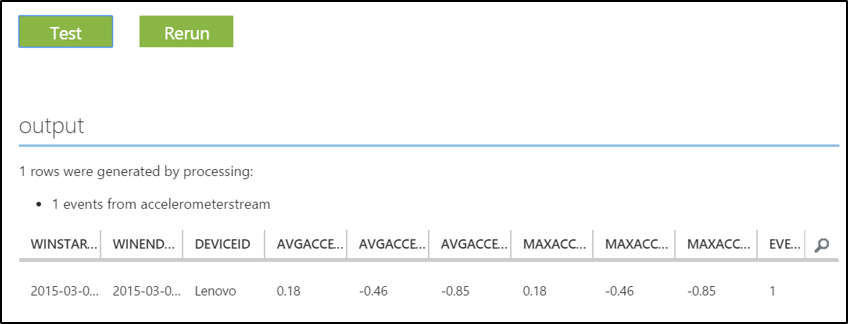 Test Rerun
output
1 rows were generated by processing:
• 1 events from accelerometerstream
WINSTAR... WINEND... DEVICEID AVGACCE... AVGACCE... AVGACCE... MAXACC... MAXACC... MAXACC... EVE...
2015-03-0... 2015-03-0... Lenovo 0.18 -0.46 -0.85 0.18 -0.46 -0.85 1